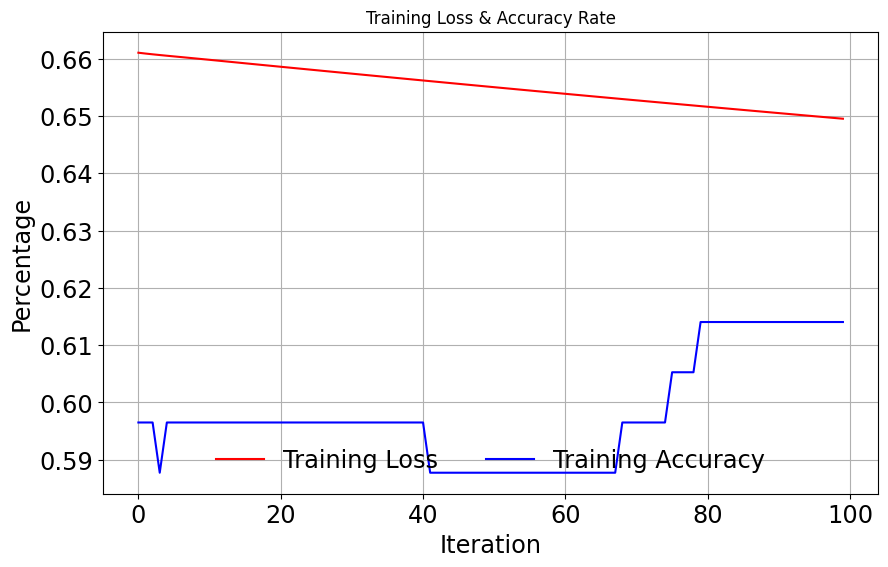 Training Loss & Accuracy Rate
0.66
0.65
0.64
0.63
0.62
0.61
0.60
0.59
Percentage
Training Loss Training Accuracy
0 20 40 60 80 100
Iteration